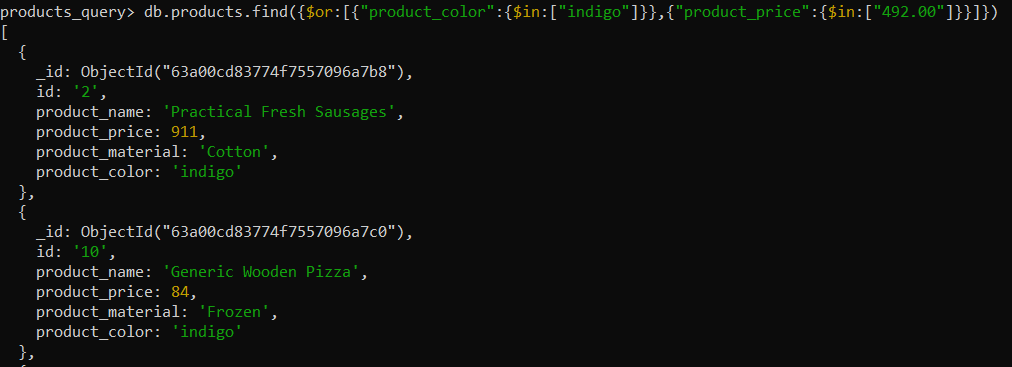 products_query> db.products.find({$or:[{"product_color":{$in:["indigo"]}},{"product_price":{$in:["492.00"]}}]})
[
  {
    _id: ObjectId("63a00cd83774f7557096a7b8"),
    id: '2',
    product_name: 'Practical Fresh Sausages',
    product_price: 911,
    product_material: 'Cotton',
    product_color: 'indigo'
  },
  {
    _id: ObjectId("63a00cd83774f7557096a7c0"),
    id: '10',
    product_name: 'Generic Wooden Pizza',
    product_price: 84,
    product_material: 'Frozen',
    product_color: 'indigo'
  },
  {